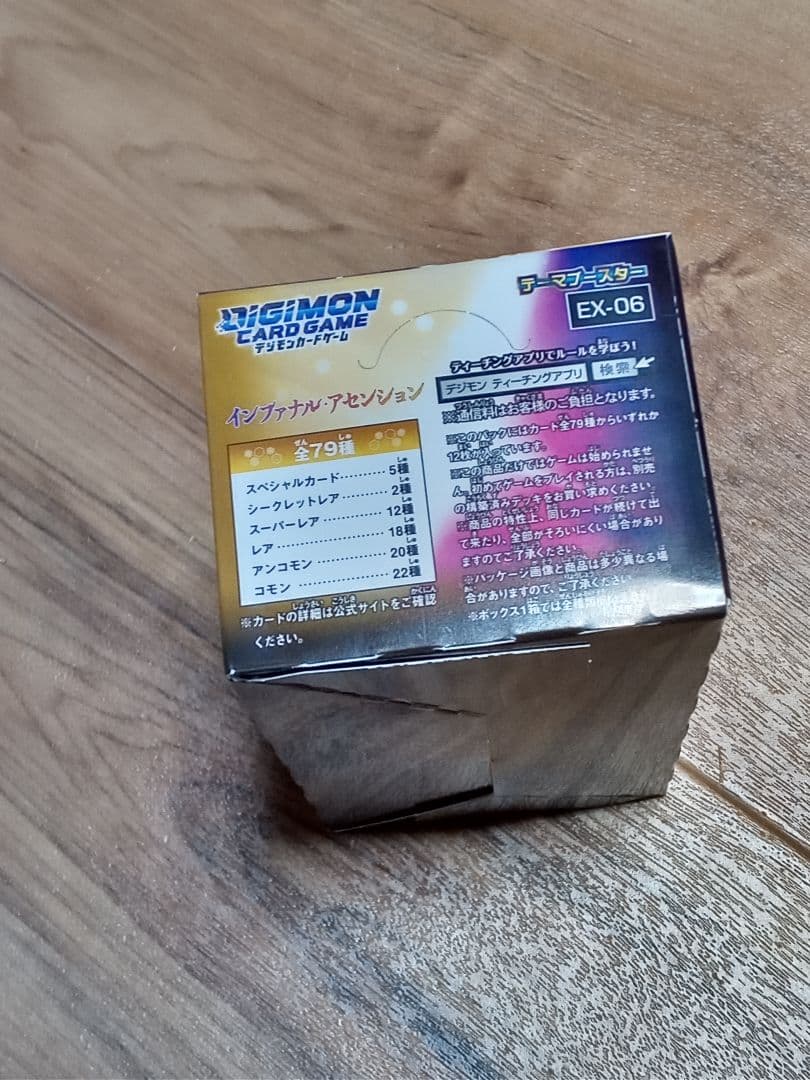 DIGIMON
CARD GAME
デジモンカードゲーム
インファナル・アセンション
全79種
スペシャルカード………5種
シークレットレア………2種
スーパーレア………12種
レア………18種
アンコモン………20種
コモン………22種
※カードの詳細は公式サイトをご確認
ください。
テーマブースター
EX-06
ティーチングアプリでルールを学ぼう!
デジモン ティーチングアプリ 検索
※通信料はお客様のご負担となります。
※このパックにはカード全79種からいずれか
12枚が入っています。
※この商品だけではゲームは始められませ
ん。初めてゲームをプレイされる方は、別売
の構築済みデッキをお買い求めください。
※商品の特性上、同じカードが続けて出
て来たり、全部がそろいにくい場合があり
ますのでご了承ください。
※パッケージ画像と商品は多少異なる場
合がありますので、ご了承ください。
※ボックス1箱では全種類